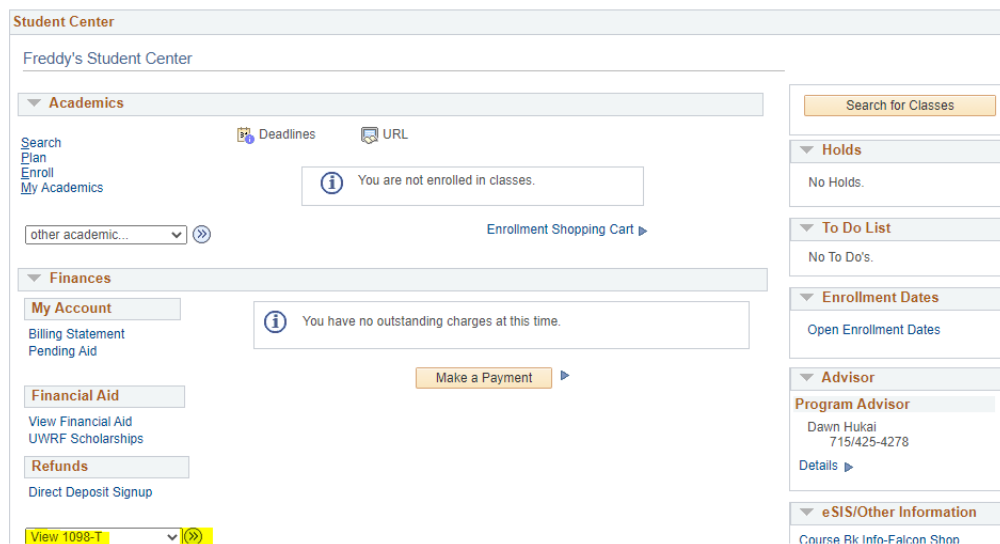 Student Center
Freddy's Student Center
Academics
Search
Plan
Enroll
My Academics
Deadlines
URL
You are not enrolled in classes.
other academic...
Enrollment Shopping Cart
Finances
My Account
Billing Statement
Pending Aid
You have no outstanding charges at this time.
Make a Payment
Financial Aid
View Financial Aid
UWRF Scholarships
Refunds
Direct Deposit Signup
View 1098-T
Search for Classes
Holds
No Holds.
To Do List
No To Do's.
Enrollment Dates
Open Enrollment Dates
Advisor
Program Advisor
Dawn Hukai
715/425-4278
Details
eSIS/Other Information
Course Bk Info-Falcon Shop